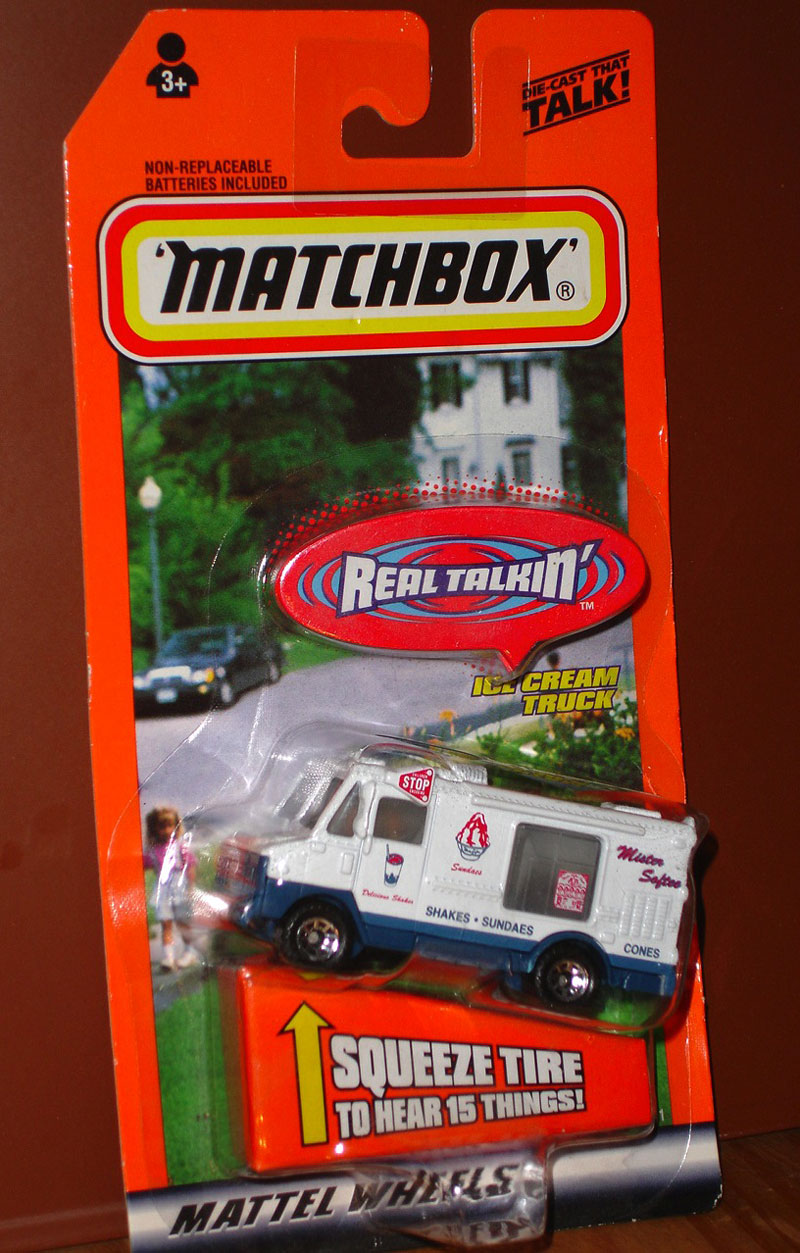 3+
DIE-CAST THAT
TALK!
NON-REPLACEABLE
BATTERIES INCLUDED
'MATCHBOX'®
REAL TALKIN'™
ICE CREAM
TRUCK
STOP
Sundaes
Mister
Softee
Delicious Shakes
SHAKES • SUNDAES
CONES
SQUEEZE TIRE
TO HEAR 15 THINGS!
MATTEL WHEELS